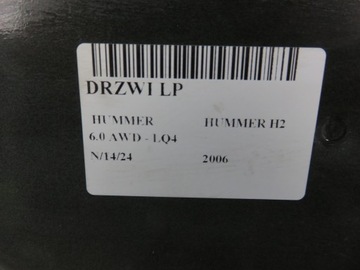 DRZWI LP
HUMMER HUMMER H2
6.0 AWD - LQ4
N/14/24 2006